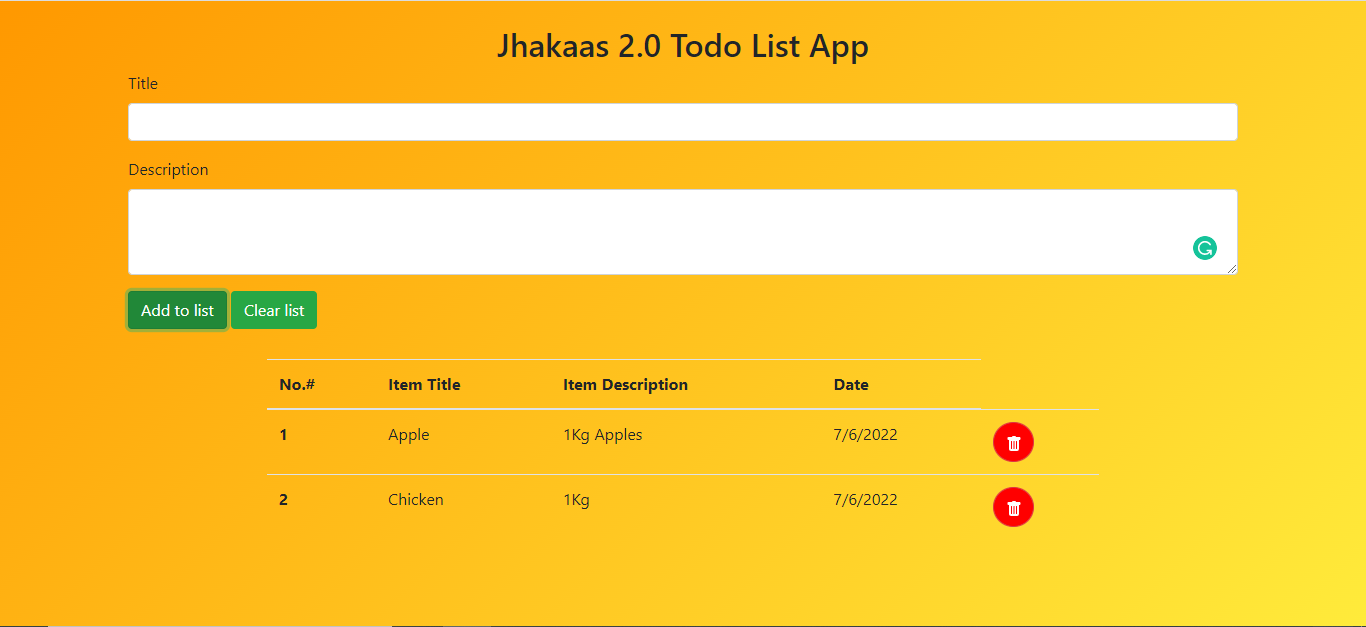 Jhakaas 2.0 Todo List App
Title
Description
Add to list Clear list
No.# Item Title Item Description Date
1 Apple 1Kg Apples 7/6/2022
2 Chicken 1Kg 7/6/2022